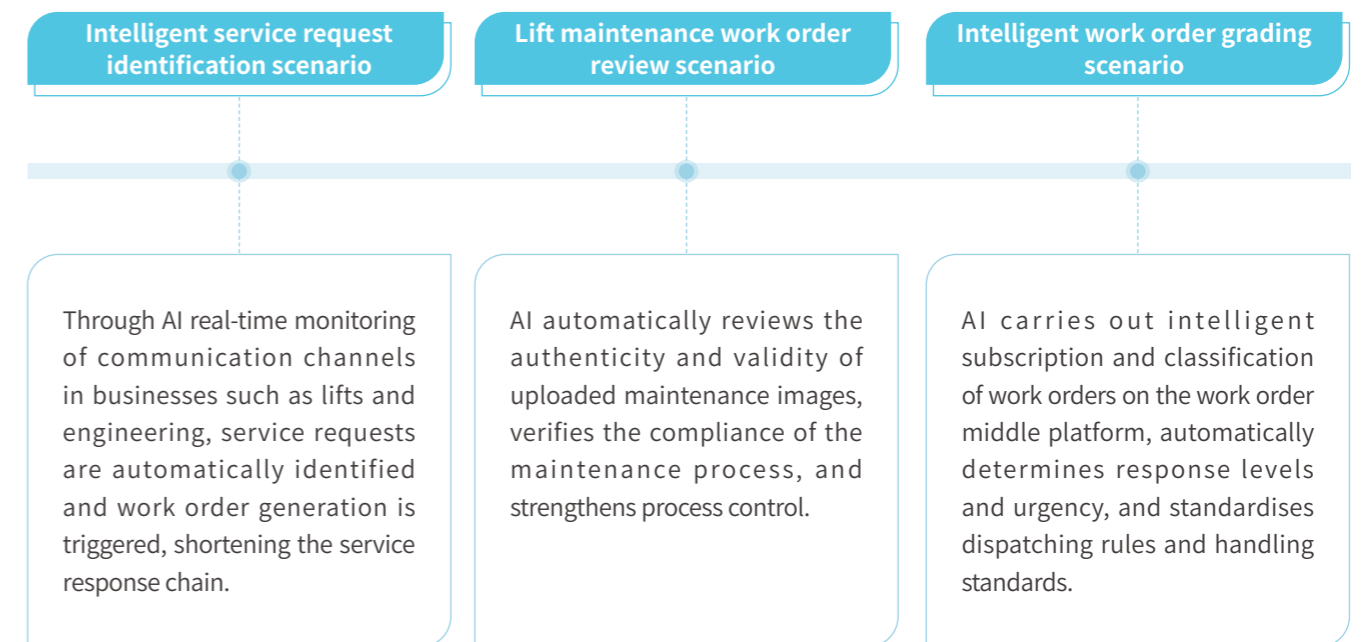 Intelligent service request
identification scenario
Lift maintenance work order
review scenario
Intelligent work order grading
scenario
Through AI real-time monitoring
of communication channels
in businesses such as lifts and
engineering, service requests
are automatically identified
and work order generation is
triggered, shortening the service
response chain.
AI automatically reviews the
authenticity and validity of
uploaded maintenance images,
verifies the compliance of the
maintenance process, and
strengthens process control.
AI carries out intelligent
subscription and classification
of work orders on the work order
middle platform, automatically
determines response levels
and urgency, and standardises
dispatching rules and handling
standards.